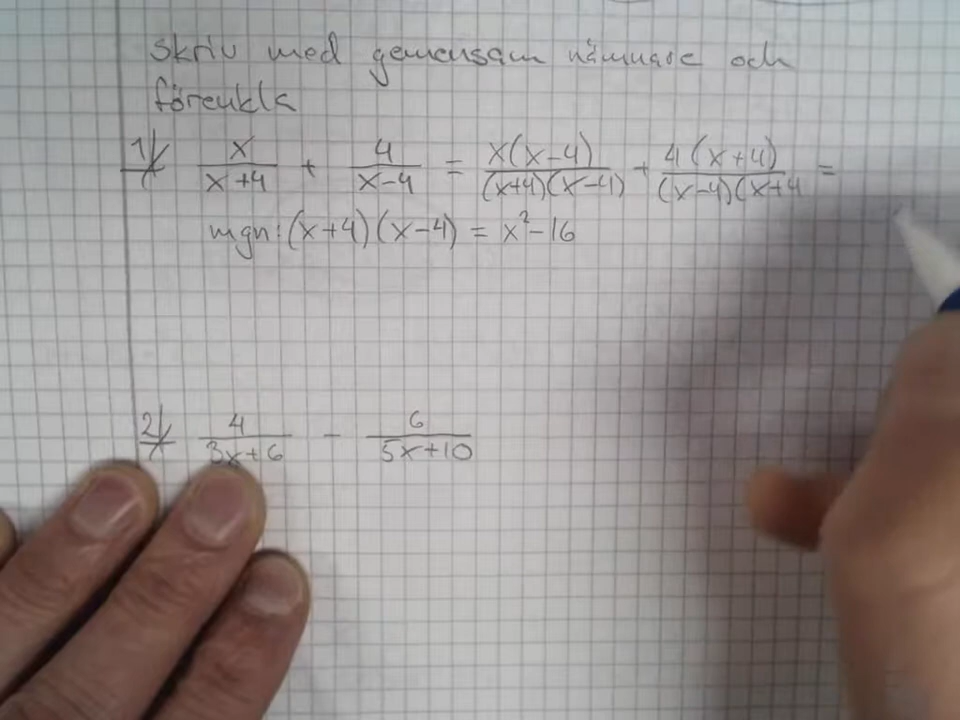 Skriv med gemensam nämnare och
förenkla
1/ x/(x+4) + 4/(x-4) = x(x-4)/((x+4)(x-4)) + 4(x+4)/((x-4)(x+4 =
mgn: (x+4)(x-4) = x²-16
2/ 4/(3x+6) - 6/(5x+10)